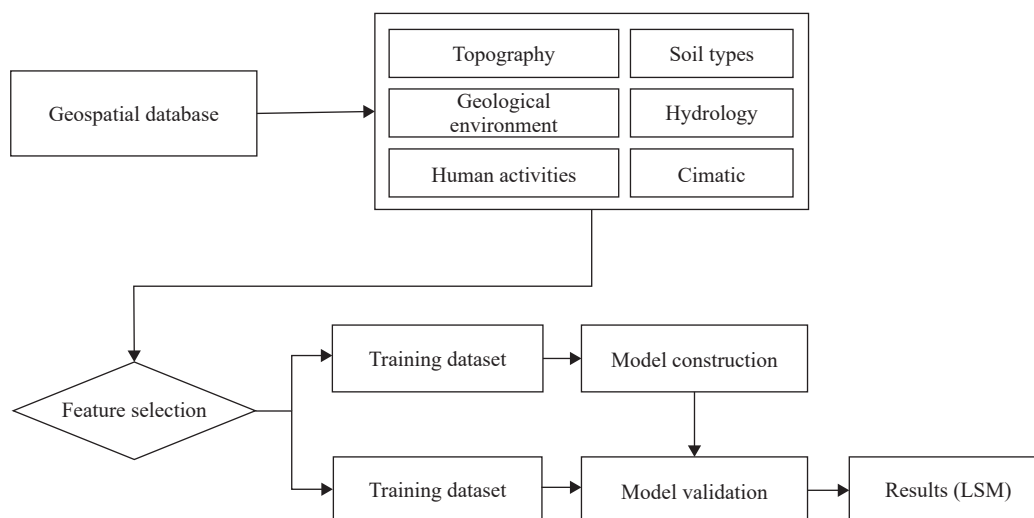 Geospatial database
Topography
Soil types
Geological
environment
Hydrology
Human activities
Cimatic
Feature selection
Training dataset
Model construction
Training dataset
Model validation
Results (LSM)